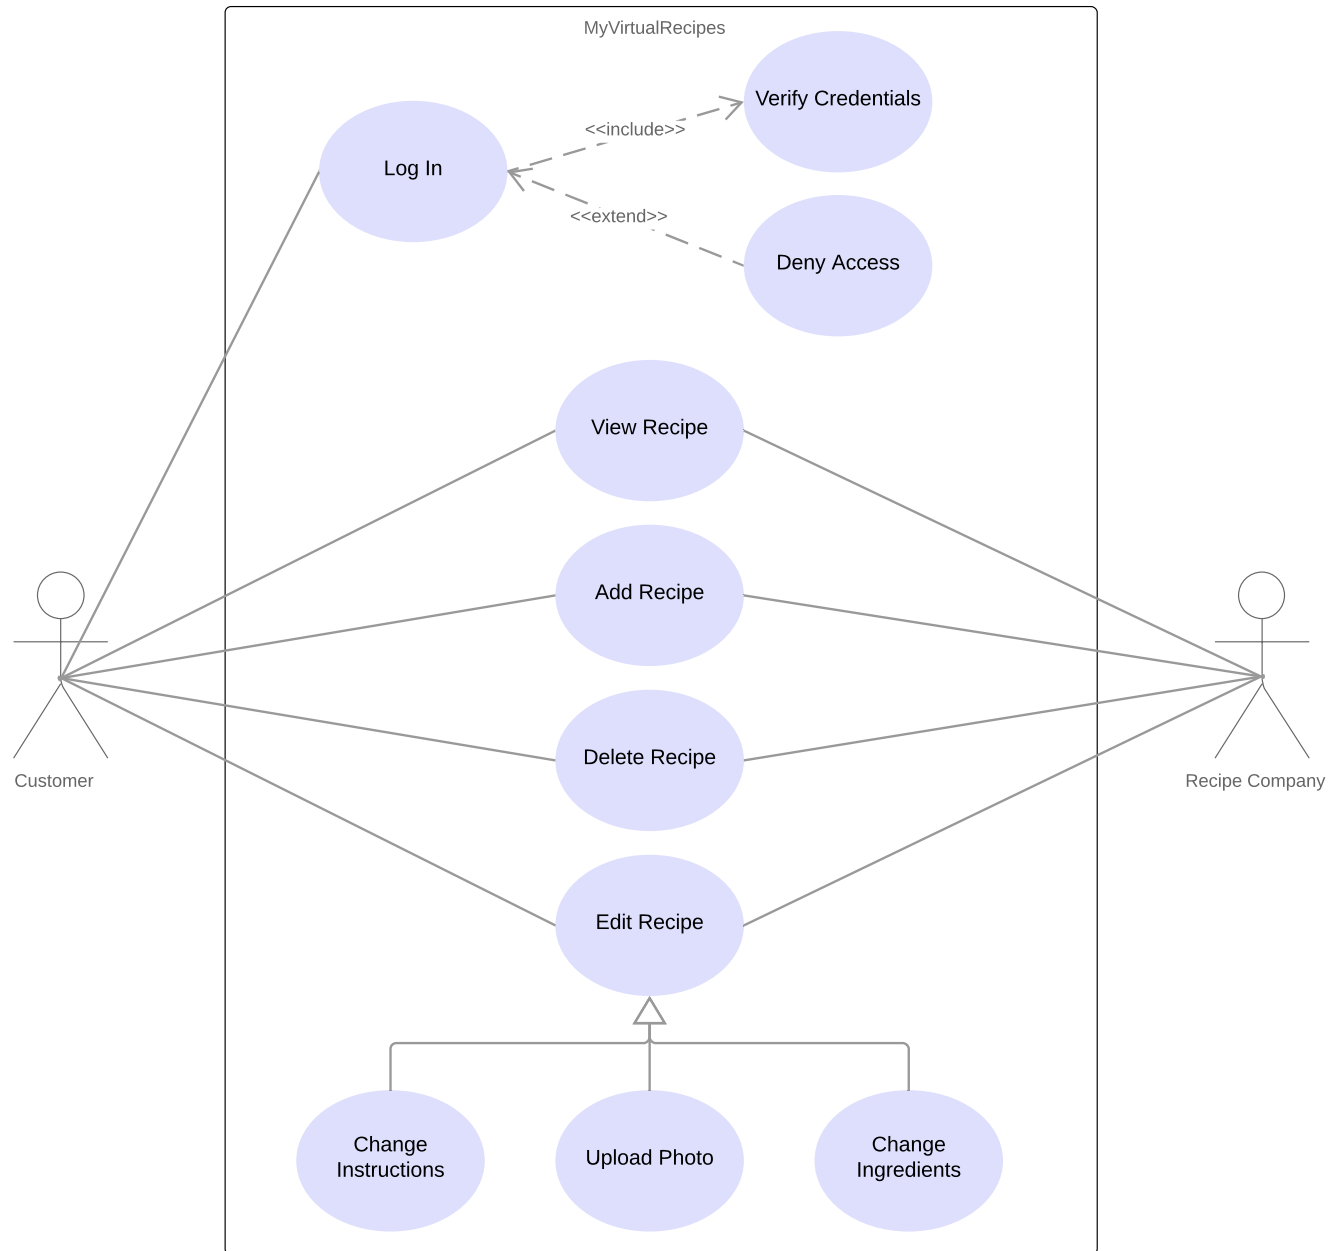 MyVirtualRecipes
Verify Credentials
<<include>>
Log In
<<extend>>
Deny Access
View Recipe
Add Recipe
Delete Recipe
Customer
Recipe Company
Edit Recipe
Change
Instructions
Upload Photo
Change
Ingredients